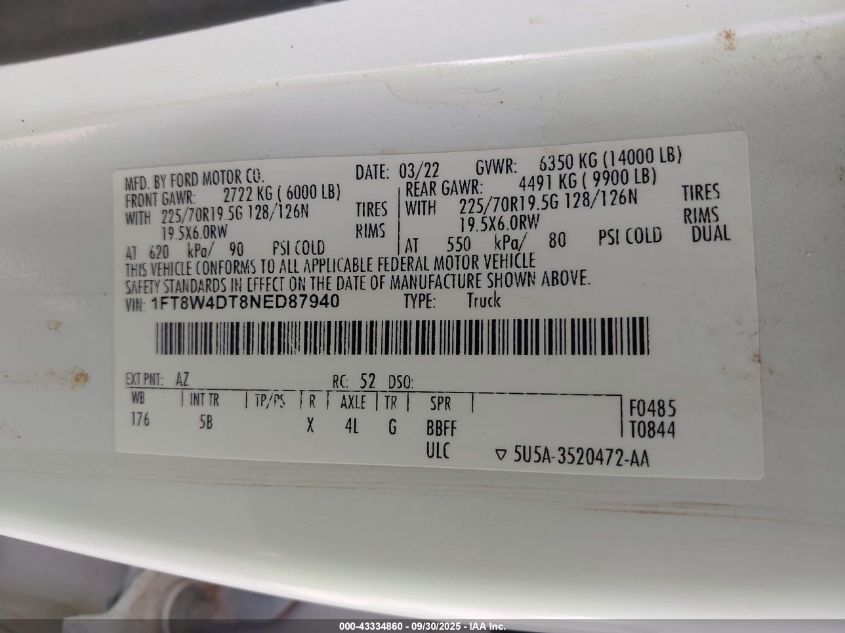 MFD. BY FORD MOTOR CO. DATE: 03/22 GVWR: 6350 KG (14000 LB)
FRONT GAWR: 2722 KG ( 6000 LB) REAR GAWR: 4491 KG ( 9900 LB)
WITH 225/70R19.5G 128/126N TIRES WITH 225/70R19.5G 128/126N TIRES
19.5X6.0RW RIMS 19.5X6.0RW RIMS
AT 620 kPa/ 90 PSI COLD AT 550 kPa/ 80 PSI COLD DUAL
THIS VEHICLE CONFORMS TO ALL APPLICABLE FEDERAL MOTOR VEHICLE
SAFETY STANDARDS IN EFFECT ON THE DATE OF MANUFACTURE SHOWN ABOVE.
VIN: 1FT8W4DT8NED87940 TYPE: Truck
EXT PNT: AZ RC: 52 DSO:
WB INT TR TP/PS R AXLE TR SPR F0485
176 5B X 4L G BBFF T0844
ULC 5U5A-3520472-AA
000-43334860 - 09/30/2025 - IAA Inc.